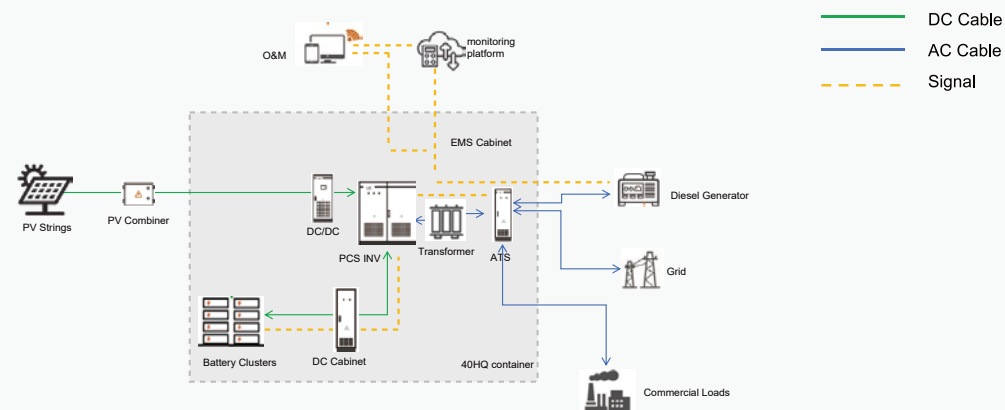 DC Cable
AC Cable
Signal
O&M
monitoring
platform
EMS Cabinet
PV Strings
PV Combiner
DC/DC
PCS INV
Transformer
ATS
Diesel Generator
Grid
Battery Clusters
DC Cabinet
40HQ container
Commercial Loads